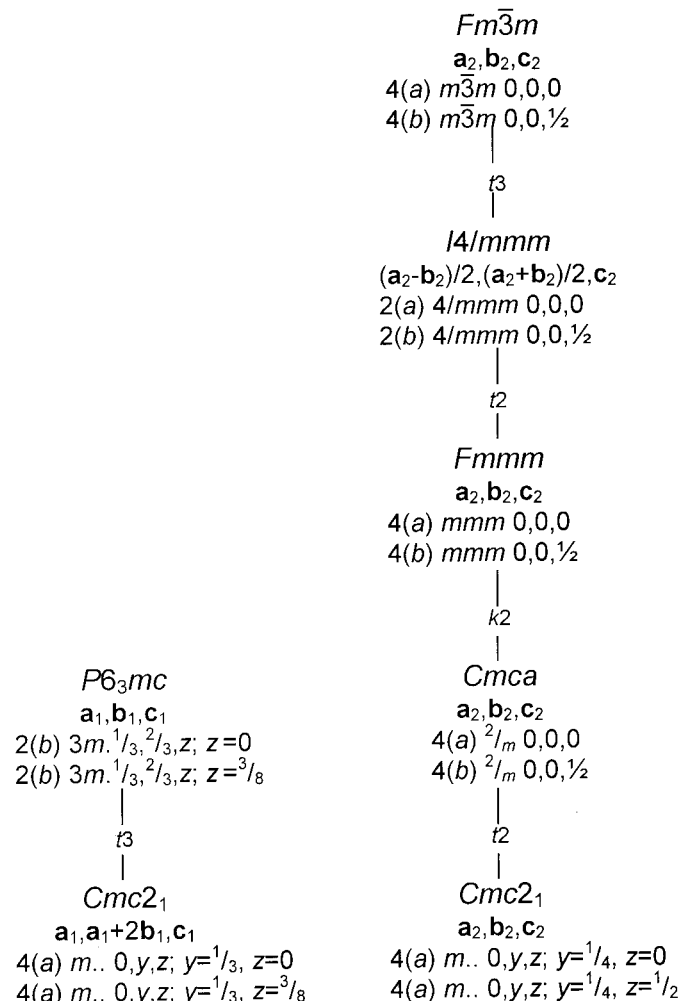 Fm3̅m
a₂,b₂,c₂
4(a) m3̅m 0,0,0
4(b) m3̅m 0,0,½
t3
I4/mmm
(a₂-b₂)/2,(a₂+b₂)/2,c₂
2(a) 4/mmm 0,0,0
2(b) 4/mmm 0,0,½
t2
Fmmm
a₂,b₂,c₂
4(a) mmm 0,0,0
4(b) mmm 0,0,½
k2
Cmca
a₂,b₂,c₂
4(a) ²/ₘ 0,0,0
4(b) ²/ₘ 0,0,½
t2
Cmc2₁
a₂,b₂,c₂
4(a) m.. 0,y,z; y=¹/₄, z=0
4(a) m.. 0,y,z; y=¹/₄, z=¹/₂
P6₃mc
a₁,b₁,c₁
2(b) 3m.¹/₃,²/₃,z; z=0
2(b) 3m.¹/₃,²/₃,z; z=³/₈
t3
Cmc2₁
a₁,a₁+2b₁,c₁
4(a) m.. 0,y,z; y=¹/₃, z=0
4(a) m.. 0,y,z; y=¹/₃, z=³/₈